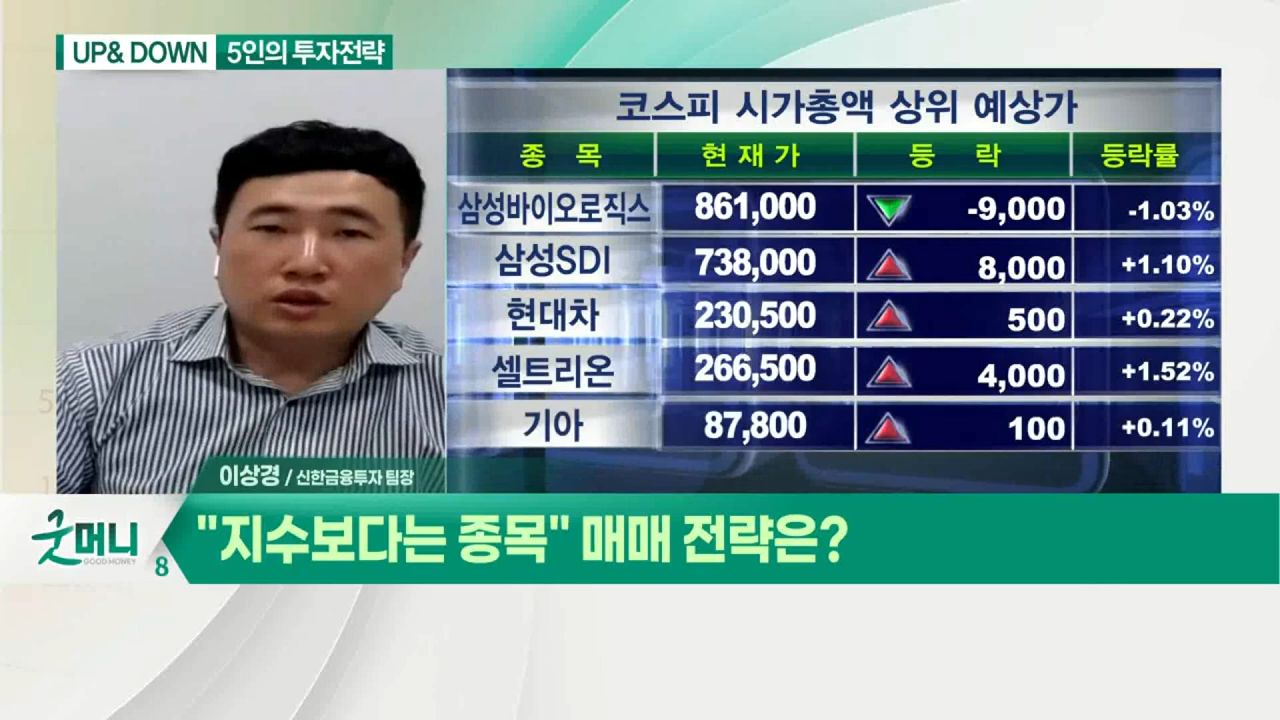 UP& DOWN 5인의 투자전략
코스피 시가총액 상위 예상가
종 목 현 재 가 등 락 등락률
삼성바이오로직스 861,000 -9,000 -1.03%
삼성SDI 738,000 8,000 +1.10%
현대차 230,500 500 +0.22%
셀트리온 266,500 4,000 +1.52%
기아 87,800 100 +0.11%
이상경 / 신한금융투자 팀장
굿머니 GOOD MONEY 8
"지수보다는 종목" 매매 전략은?